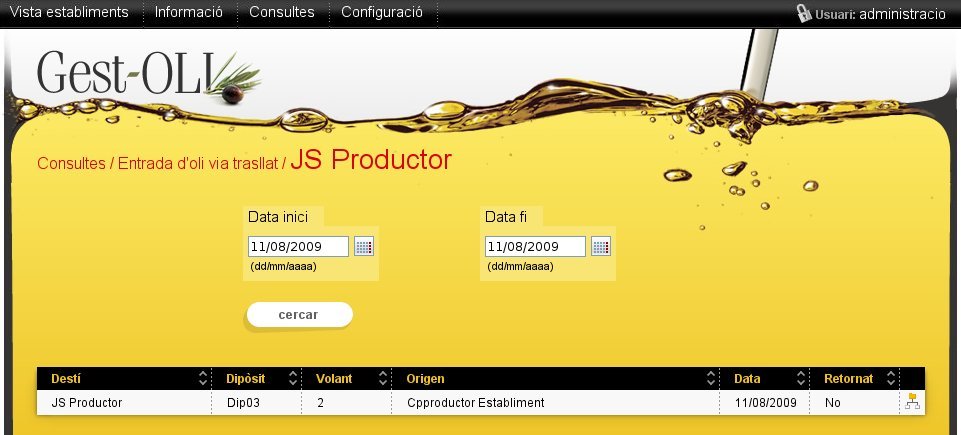 Vista establiments Informació Consultes Configuració Usuari: administracio
Gest-OLI
Consultes / Entrada d'oli via trasllat / JS Productor
Data inici Data fi
11/08/2009 11/08/2009
(dd/mm/aaaa) (dd/mm/aaaa)
cercar
Destí Dipòsit Volant Origen Data Retornat
JS Productor Dip03 2 Cpproductor Establiment 11/08/2009 No